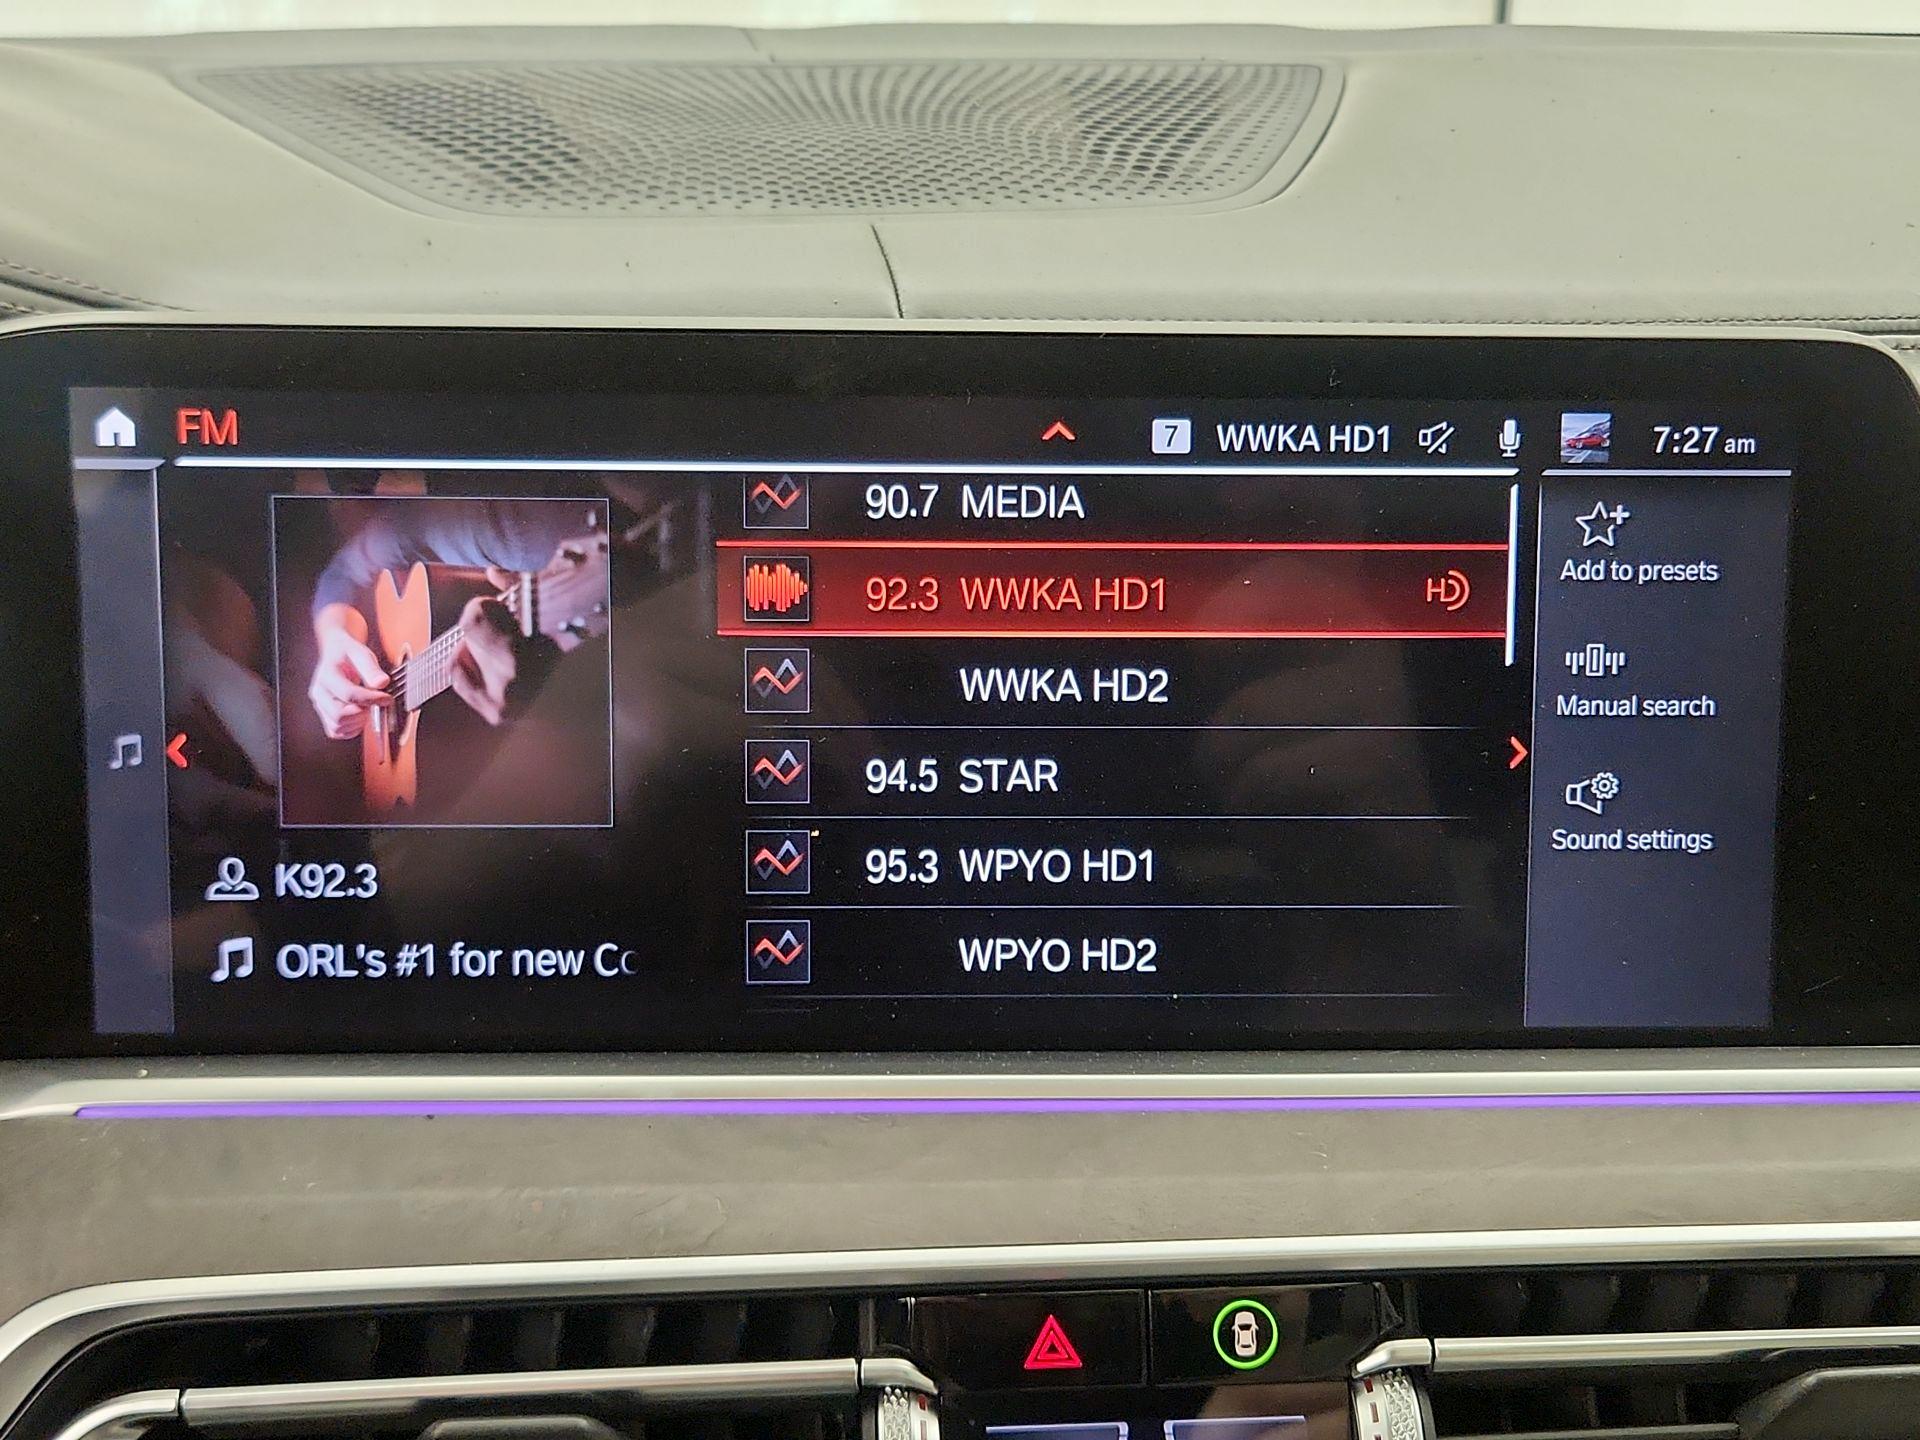 FM
7 WWKA HD1 7:27 am
90.7 MEDIA
92.3 WWKA HD1 HD
WWKA HD2
94.5 STAR
95.3 WPYO HD1
WPYO HD2
K92.3
ORL's #1 for new Co
Add to presets
Manual search
Sound settings